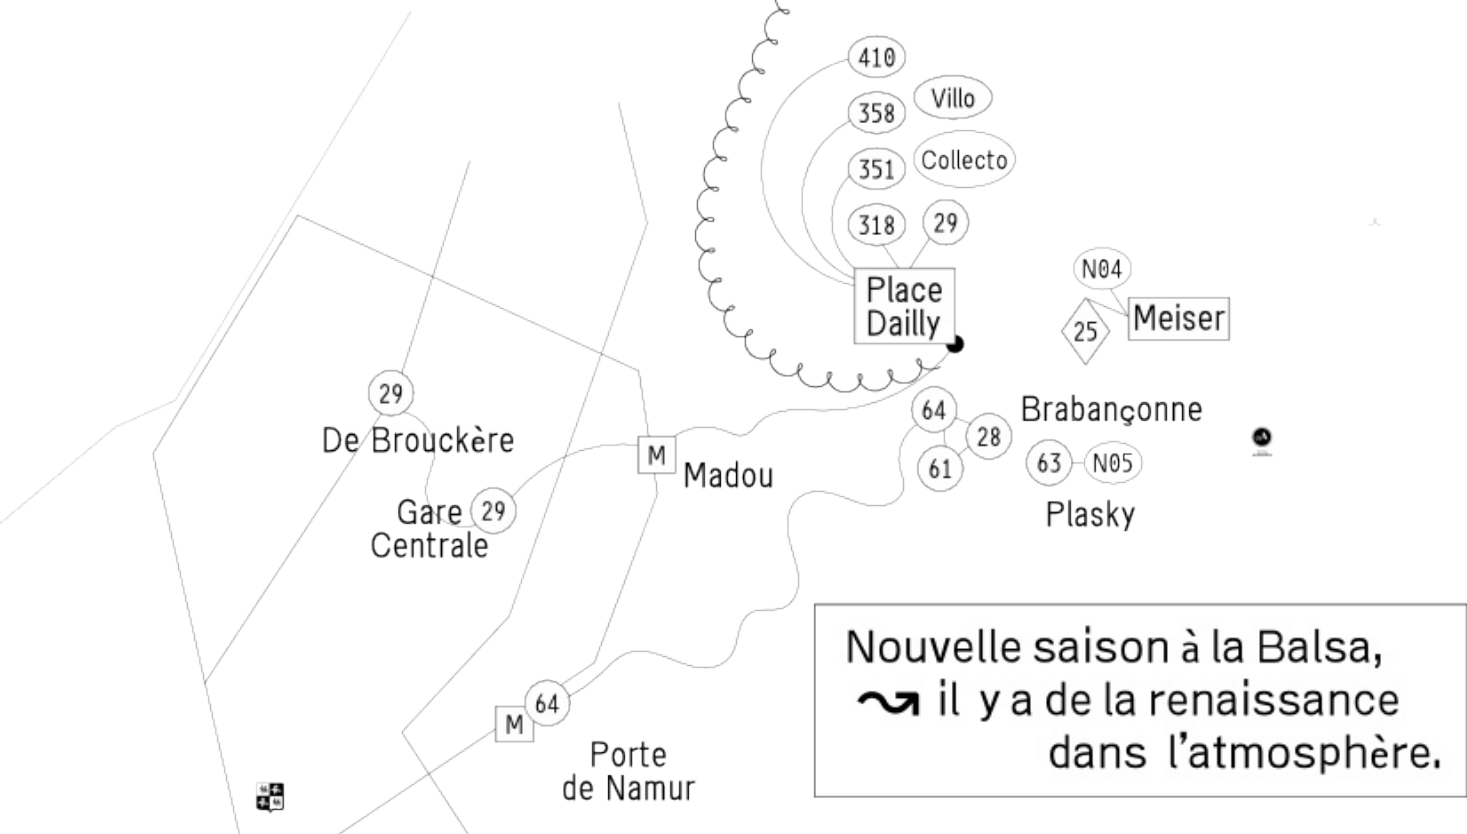 410
358
Villo
351
Collecto
318
29
Place
Dailly
N04
25
Meiser
29
De Brouckère
M
Madou
64
28
61
Brabançonne
63
N05
Plasky
Gare
29
Centrale
64
M
Porte
de Namur
Nouvelle saison à la Balsa,
il y a de la renaissance
dans l'atmosphère.